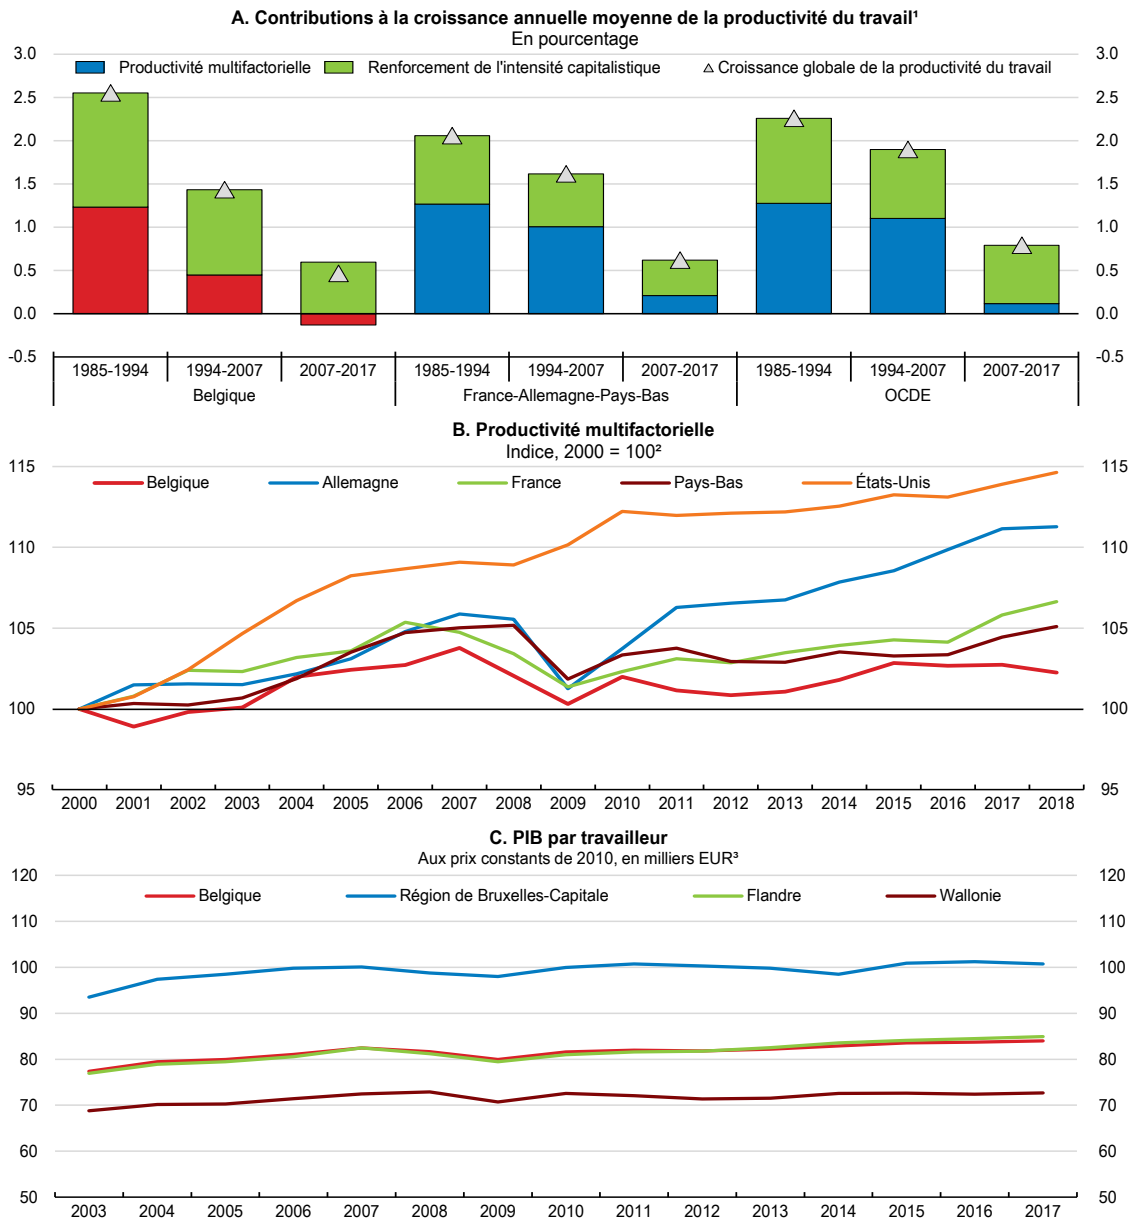 A. Contributions à la croissance annuelle moyenne de la productivité du travail¹
En pourcentage
3.0 3.0
Productivité multifactorielle Renforcement de l'intensité capitalistique Croissance globale de la productivité du travail
2.5 2.5
2.0 2.0
1.5 1.5
1.0 1.0
0.5 0.5
0.0 0.0
-0.5 -0.5
1985-1994 1994-2007 2007-2017 1985-1994 1994-2007 2007-2017 1985-1994 1994-2007 2007-2017
Belgique France-Allemagne-Pays-Bas OCDE
B. Productivité multifactorielle
Indice, 2000 = 100²
115 115
Belgique Allemagne France Pays-Bas États-Unis
110 110
105 105
100 100
95 95
2000 2001 2002 2003 2004 2005 2006 2007 2008 2009 2010 2011 2012 2013 2014 2015 2016 2017 2018
C. PIB par travailleur
Aux prix constants de 2010, en milliers EUR³
120 120
Belgique Région de Bruxelles-Capitale Flandre Wallonie
110 110
100 100
90 90
80 80
70 70
60 60
50 50
2003 2004 2005 2006 2007 2008 2009 2010 2011 2012 2013 2014 2015 2016 2017